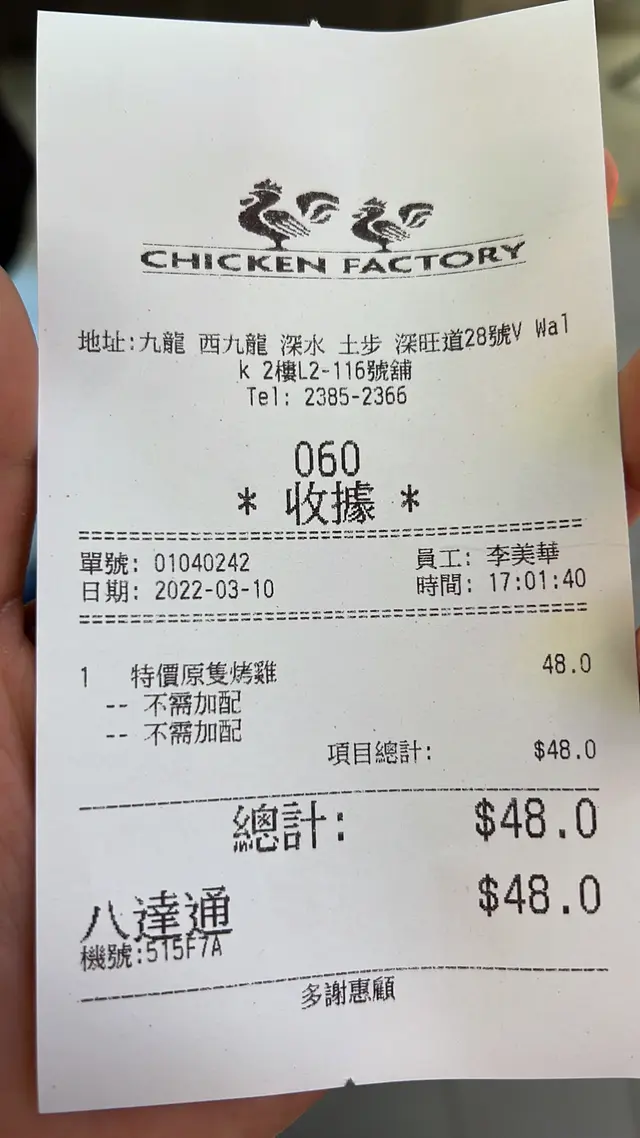 CHICKEN FACTORY
地址:九龍 西九龍 深水 土步 深旺道28號V Wal
k 2樓L2-116號舖
Tel: 2385-2366
060
* 收據 *
單號: 01040242 員工: 李美華
日期: 2022-03-10 時間: 17:01:40
1 特價原隻烤雞 48.0
-- 不需加配
-- 不需加配
項目總計: $48.0
總計: $48.0
八達通 $48.0
機號:515F7A
多謝惠顧